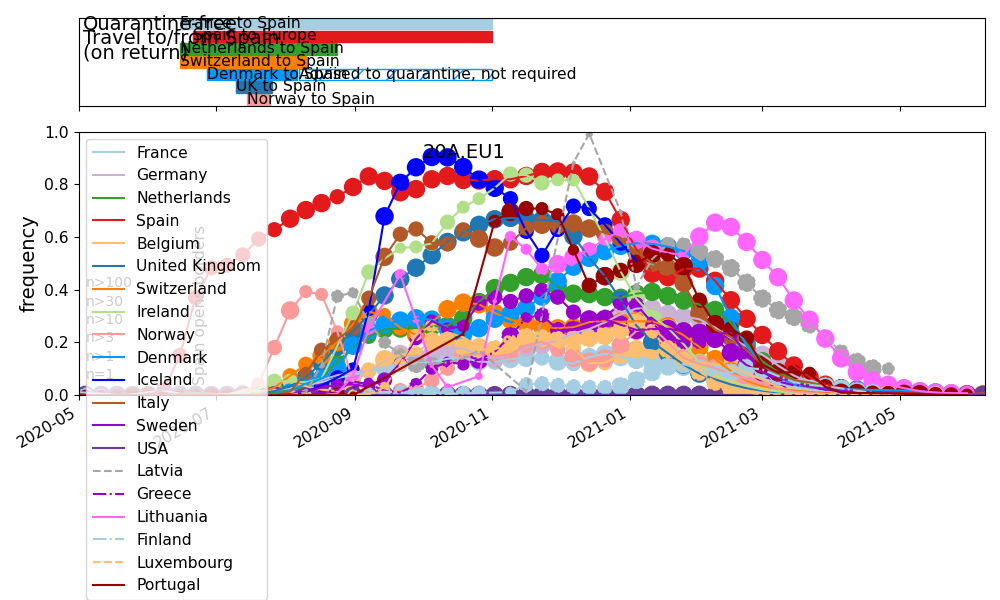 Quarantine-free
Travel to/from Spain
(on return)
France to Spain
Spain to Europe
Netherlands to Spain
Switzerland to Spain
Denmark to Spain
Advised to quarantine, not required
UK to Spain
Norway to Spain
20A.EU1
frequency
1.0
0.8
0.6
0.4
0.2
0.0
n>100
n>30
n>10
n>3
n>1
n=1
Spain opens borders
France
Germany
Netherlands
Spain
Belgium
United Kingdom
Switzerland
Ireland
Norway
Denmark
Iceland
Italy
Sweden
USA
Latvia
Greece
Lithuania
Finland
Luxembourg
Portugal
2020-05
2020-07
2020-09
2020-11
2021-01
2021-03
2021-05